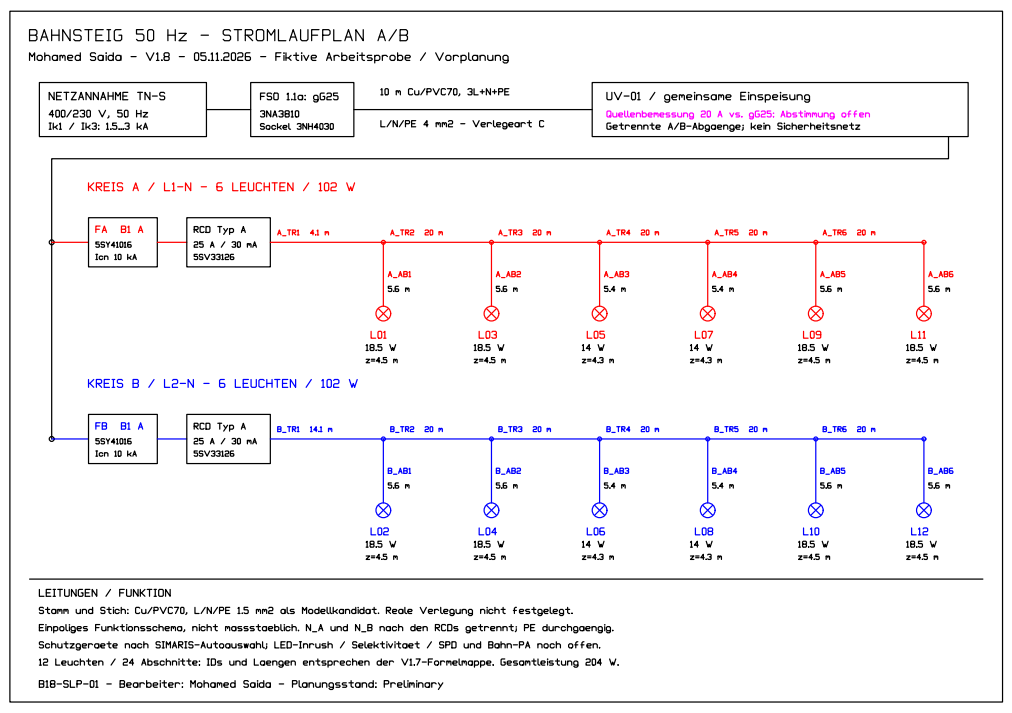 BAHNSTEIG 50 Hz - STROMLAUFPLAN A/B
Mohamed Saida - V1.8 - 05.11.2026 - Fiktive Arbeitsprobe / Vorplanung
NETZANNAHME TN-S
400/230 V, 50 Hz
Ik1 / Ik3: 1.5...3 kA
FS0 1.1a: gG25
3NA3810
Sockel 3NH4030
10 m Cu/PVC70, 3L+N+PE
L/N/PE 4 mm2 - Verlegeart C
UV-01 / gemeinsame Einspeisung
Quellenbemessung 20 A vs. gG25: Abstimmung offen
Getrennte A/B-Abgaenge; kein Sicherheitsnetz
KREIS A / L1-N - 6 LEUCHTEN / 102 W
FA B1 A
5SY41016
Icn 10 kA
RCD Typ A
25 A / 30 mA
5SV33126
A_TR1 4.1 m
A_TR2 20 m
A_TR3 20 m
A_TR4 20 m
A_TR5 20 m
A_TR6 20 m
A_AB1
5.6 m
A_AB2
5.6 m
A_AB3
5.4 m
A_AB4
5.4 m
A_AB5
5.6 m
A_AB6
5.6 m
L01
18.5 W
z=4.5 m
L03
18.5 W
z=4.5 m
L05
14 W
z=4.3 m
L07
14 W
z=4.3 m
L09
18.5 W
z=4.5 m
L11
18.5 W
z=4.5 m
KREIS B / L2-N - 6 LEUCHTEN / 102 W
FB B1 A
5SY41016
Icn 10 kA
RCD Typ A
25 A / 30 mA
5SV33126
B_TR1 14.1 m
B_TR2 20 m
B_TR3 20 m
B_TR4 20 m
B_TR5 20 m
B_TR6 20 m
B_AB1
5.6 m
B_AB2
5.6 m
B_AB3
5.4 m
B_AB4
5.4 m
B_AB5
5.6 m
B_AB6
5.6 m
L02
18.5 W
z=4.5 m
L04
18.5 W
z=4.5 m
L06
14 W
z=4.3 m
L08
14 W
z=4.3 m
L10
18.5 W
z=4.5 m
L12
18.5 W
z=4.5 m
LEITUNGEN / FUNKTION
Stamm und Stich: Cu/PVC70, L/N/PE 1.5 mm2 als Modellkandidat. Reale Verlegung nicht festgelegt.
Einpoliges Funktionsschema, nicht massstaeblich. N_A und N_B nach den RCDs getrennt; PE durchgaengig.
Schutzgeraete nach SIMARIS-Autoauswahl; LED-Inrush / Selektivitaet / SPD und Bahn-PA noch offen.
12 Leuchten / 24 Abschnitte: IDs und Laengen entsprechen der V1.7-Formelmappe. Gesamtleistung 204 W.
B18-SLP-01 - Bearbeiter: Mohamed Saida - Planungsstand: Preliminary